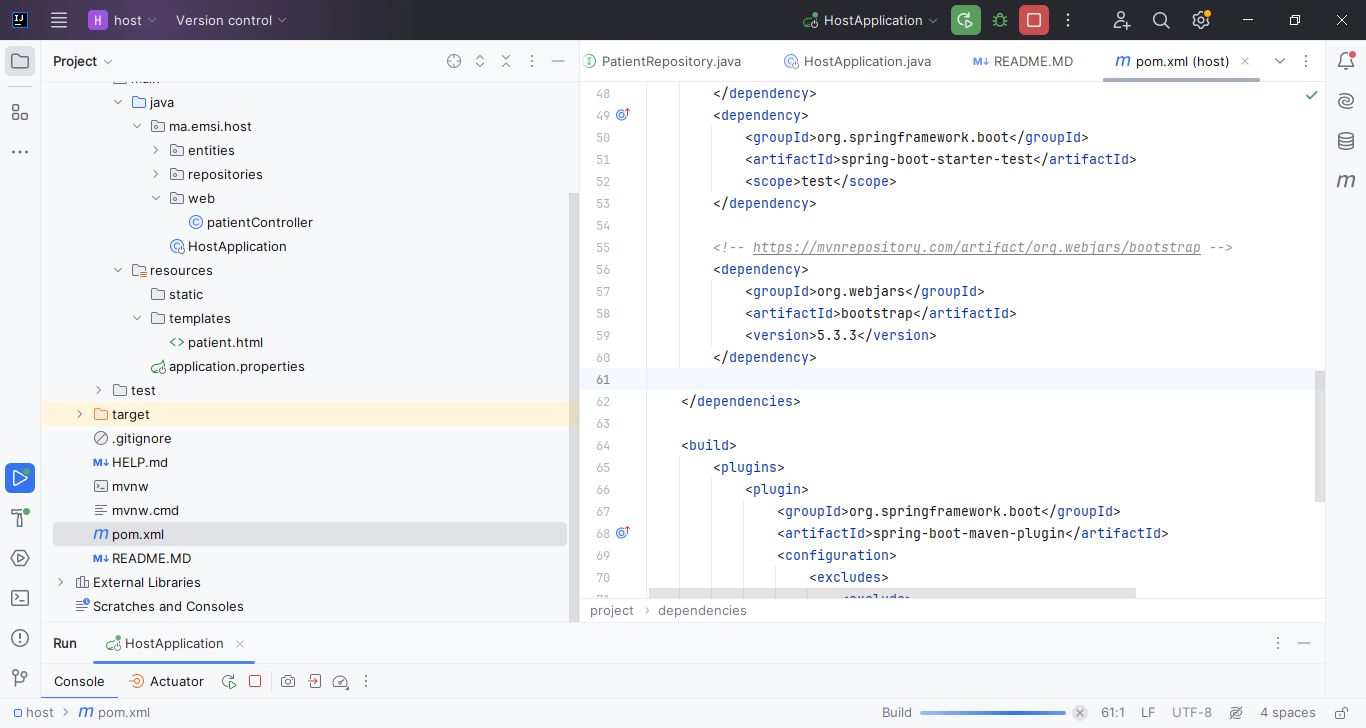 H host Version control HostApplication
Project
PatientRepository.java HostApplication.java M↓ README.MD m pom.xml (host)
main
java
ma.emsi.host
entities
repositories
web
patientController
HostApplication
resources
static
templates
patient.html
application.properties
test
target
.gitignore
M↓ HELP.md
mvnw
mvnw.cmd
m pom.xml
M↓ README.MD
External Libraries
Scratches and Consoles
48 </dependency>
49 <dependency>
50 <groupId>org.springframework.boot</groupId>
51 <artifactId>spring-boot-starter-test</artifactId>
52 <scope>test</scope>
53 </dependency>
54
55 <!-- https://mvnrepository.com/artifact/org.webjars/bootstrap -->
56 <dependency>
57 <groupId>org.webjars</groupId>
58 <artifactId>bootstrap</artifactId>
59 <version>5.3.3</version>
60 </dependency>
61
62 </dependencies>
63
64 <build>
65 <plugins>
66 <plugin>
67 <groupId>org.springframework.boot</groupId>
68 <artifactId>spring-boot-maven-plugin</artifactId>
69 <configuration>
70 <excludes>
71 <exclude>
project › dependencies
Run HostApplication
Console Actuator
host › m pom.xml Build 61:1 LF UTF-8 4 spaces